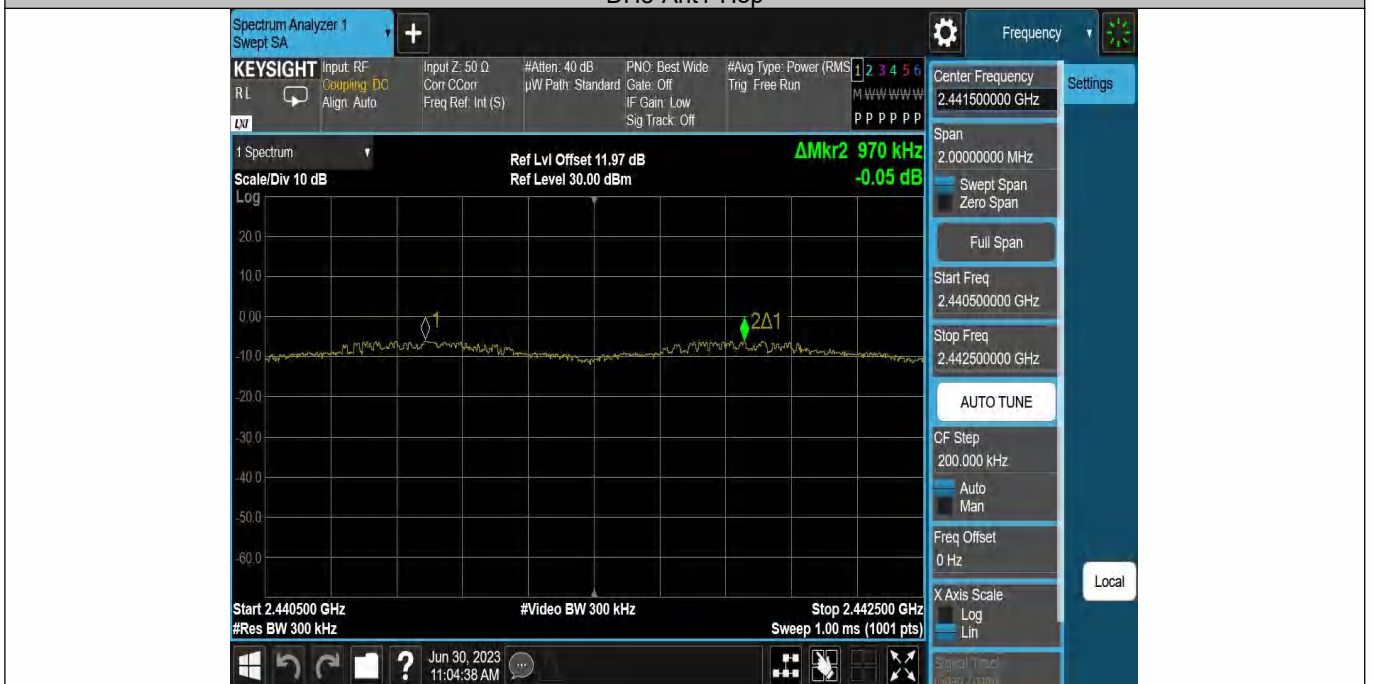 Spectrum Analyzer 1
Swept SA
Frequency
KEYSIGHT
RL
LXI
Input: RF
Coupling: DC
Align: Auto
Input Z: 50 Ω
Corr CCorr
Freq Ref: Int (S)
#Atten: 40 dB
µW Path: Standard
PNO: Best Wide
Gate: Off
IF Gain: Low
Sig Track: Off
#Avg Type: Power (RMS
Trig: Free Run
1 2 3 4 5 6
M W W W W W
P P P P P P
1 Spectrum
Scale/Div 10 dB
Ref Lvl Offset 11.97 dB
Ref Level 30.00 dBm
ΔMkr2 970 kHz
-0.05 dB
Log
20.0
10.0
0.00
-10.0
-20.0
-30.0
-40.0
-50.0
-60.0
1
2Δ1
Start 2.440500 GHz
#Res BW 300 kHz
#Video BW 300 kHz
Stop 2.442500 GHz
Sweep 1.00 ms (1001 pts)
Jun 30, 2023
11:04:38 AM
Center Frequency
2.441500000 GHz
Settings
Span
2.00000000 MHz
Swept Span
Zero Span
Full Span
Start Freq
2.440500000 GHz
Stop Freq
2.442500000 GHz
AUTO TUNE
CF Step
200.000 kHz
Auto
Man
Freq Offset
0 Hz
X Axis Scale
Log
Lin
Local
Signal Track
(Span Zoom)